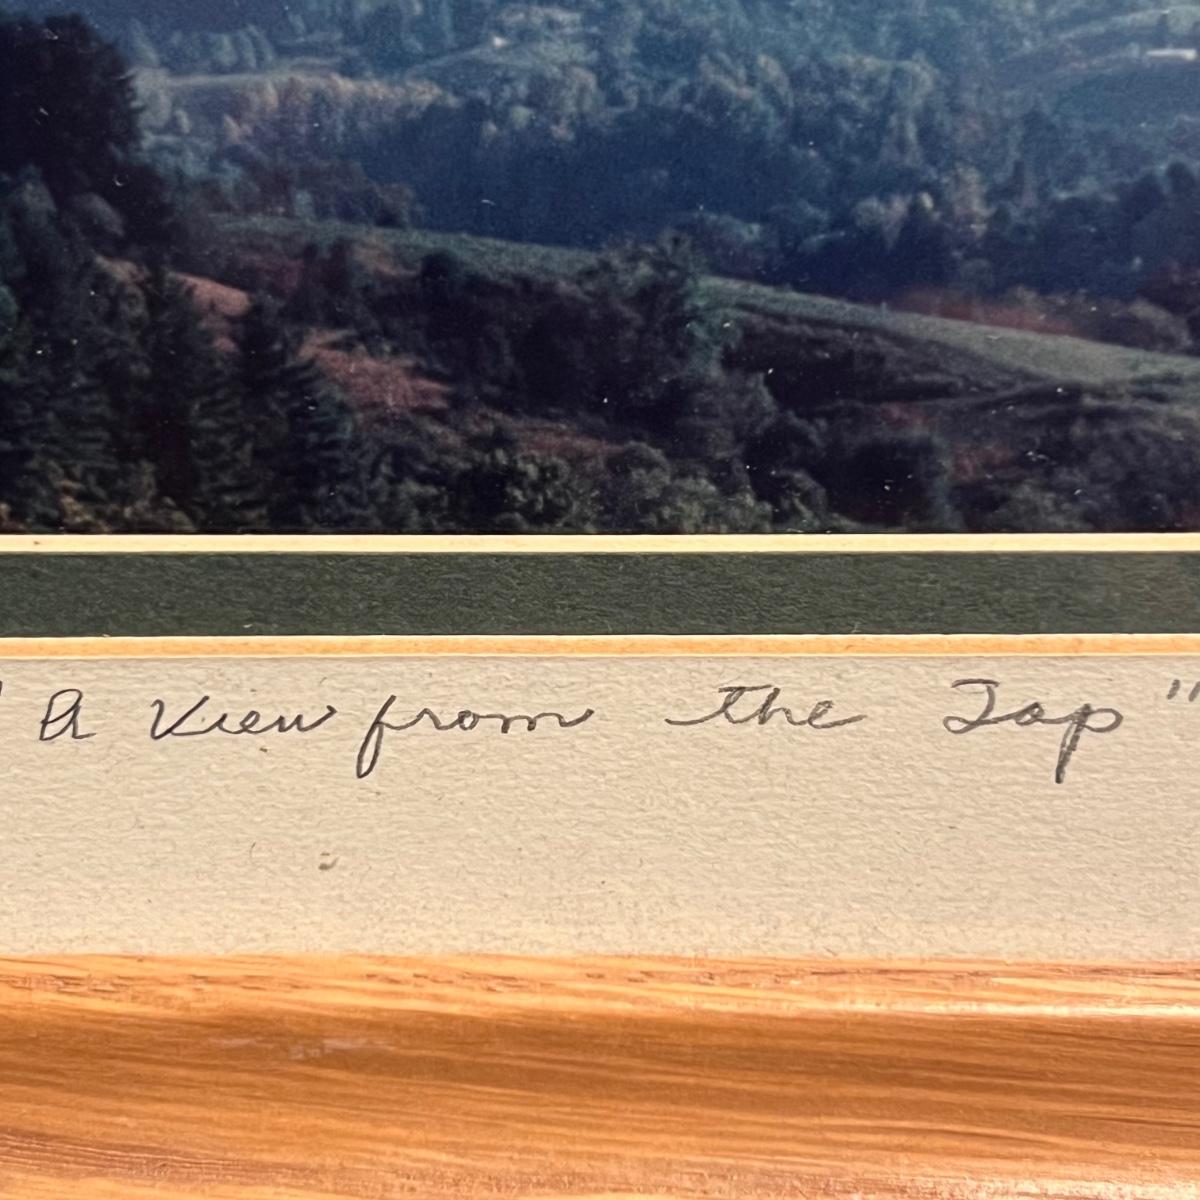 "A View from the Top"